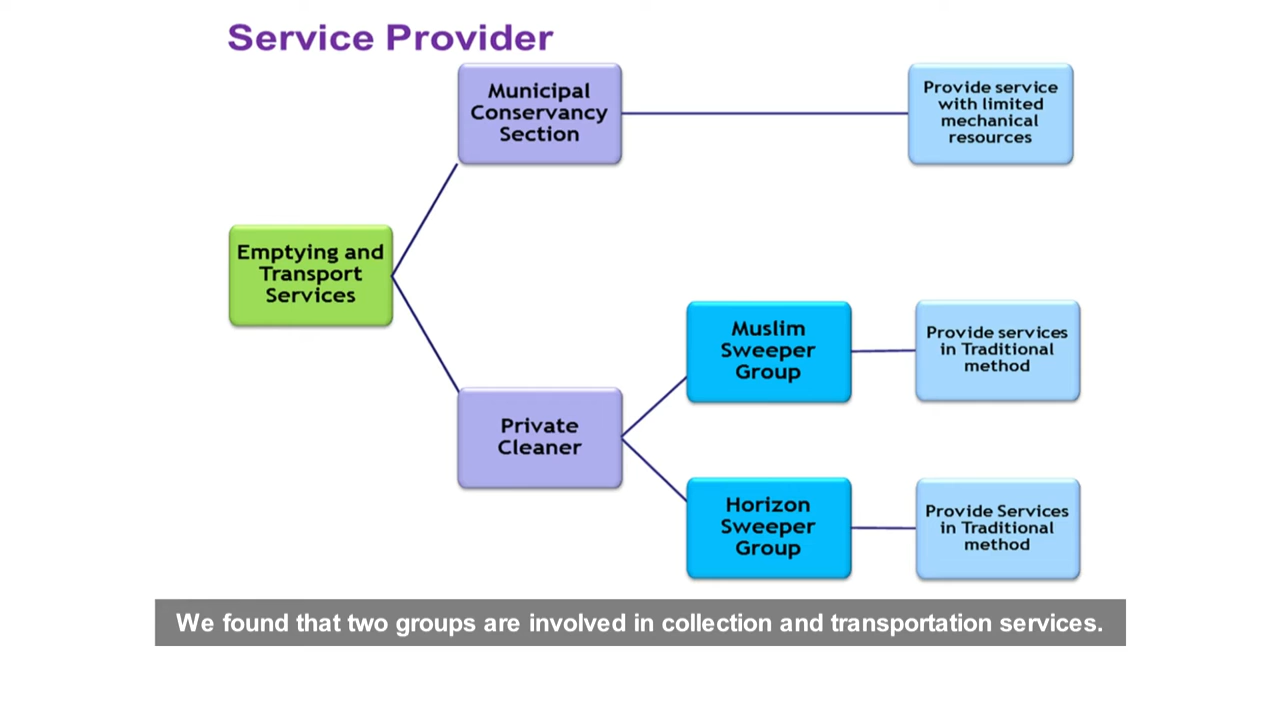 Service Provider
Municipal
Conservancy
Section
Provide service
with limited
mechanical
resources
Emptying and
Transport
Services
Muslim
Sweeper
Group
Provide services
in Traditional
method
Private
Cleaner
Horizon
Sweeper
Group
Provide Services
in Traditional
method
We found that two groups are involved in collection and transportation services.